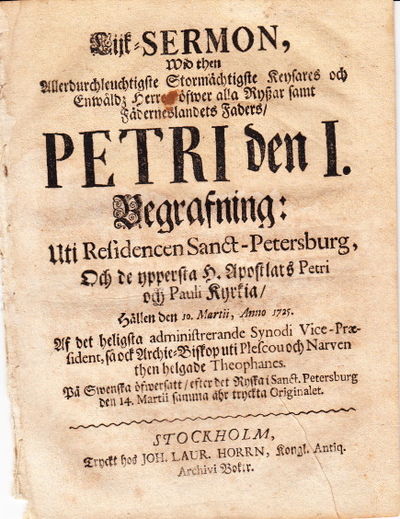 Lijk-SERMON,
Wid then
Allerdurchleuchtigste Stormächtigste Keysares och
Enwåldz Herres öfwer alla Ryßar samt
Fäderneslandets Faders/
PETRI den I.
Begrafning:
Uti Residencen Sanct-Petersburg,
Och de yppersta H. Apostlars Petri
och Pauli Kyrkia/
Hållen den 10. Martii, Anno 1725.
Af det heligsta administrerande Synodi Vice-Præ-
sident, så ock Archie-Biskop uti Plescou och Narven
then helgade Theophanes.
På Swenska öfwersatt/ efter det Ryska i Sanct. Petersburg
den 14. Martii samma åhr tryckta Originalet.
STOCKHOLM,
Tryckt hos JOH. LAUR. HORRN, Kongl. Antiq.
Archivi Boktr.